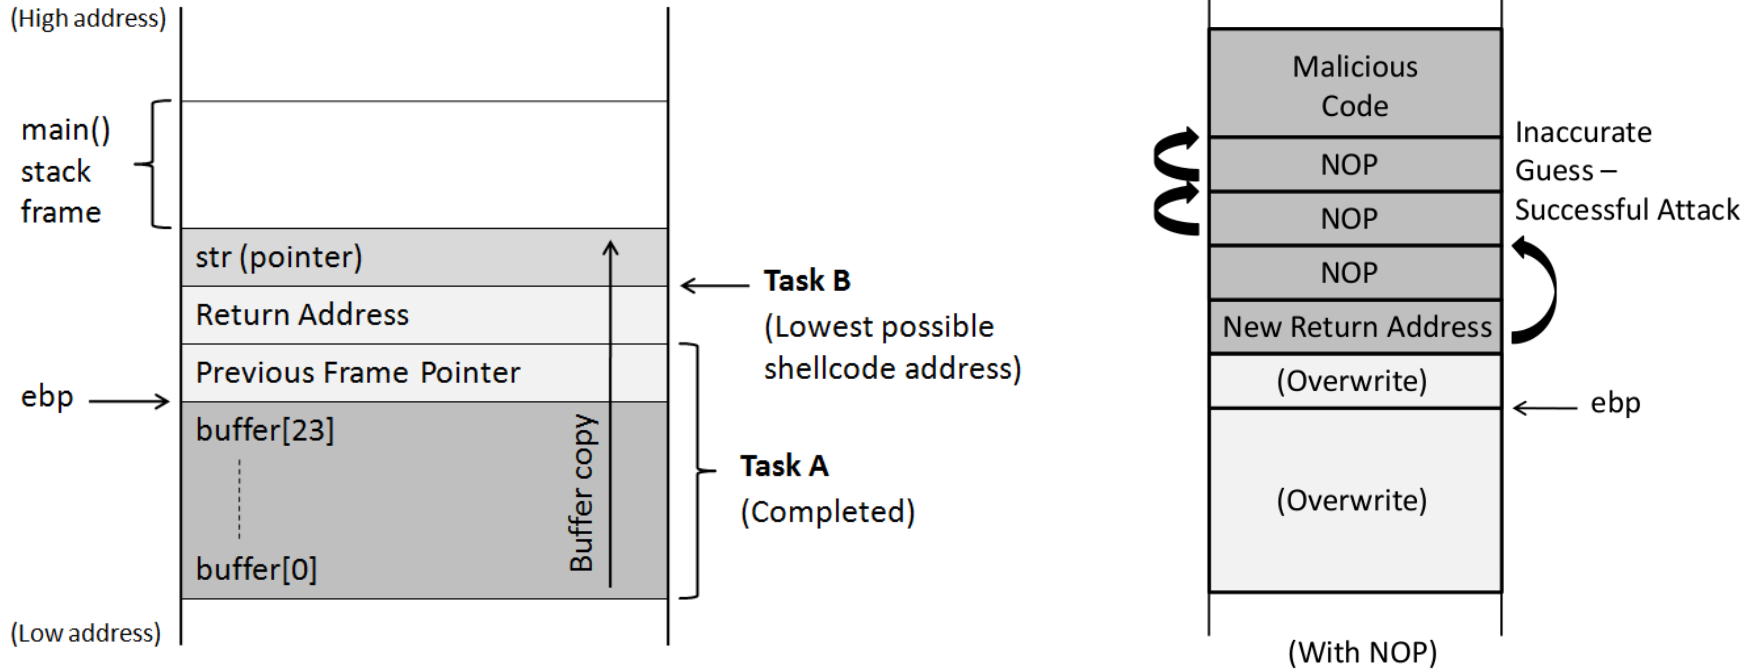 (High address)
main()
stack
frame
str (pointer)
Return Address
Previous Frame Pointer
ebp
buffer[23]
buffer[0]
Buffer copy
(Low address)
Task B
(Lowest possible
shellcode address)
Task A
(Completed)
Malicious
Code
NOP
NOP
NOP
New Return Address
(Overwrite)
(Overwrite)
Inaccurate
Guess –
Successful Attack
ebp
(With NOP)